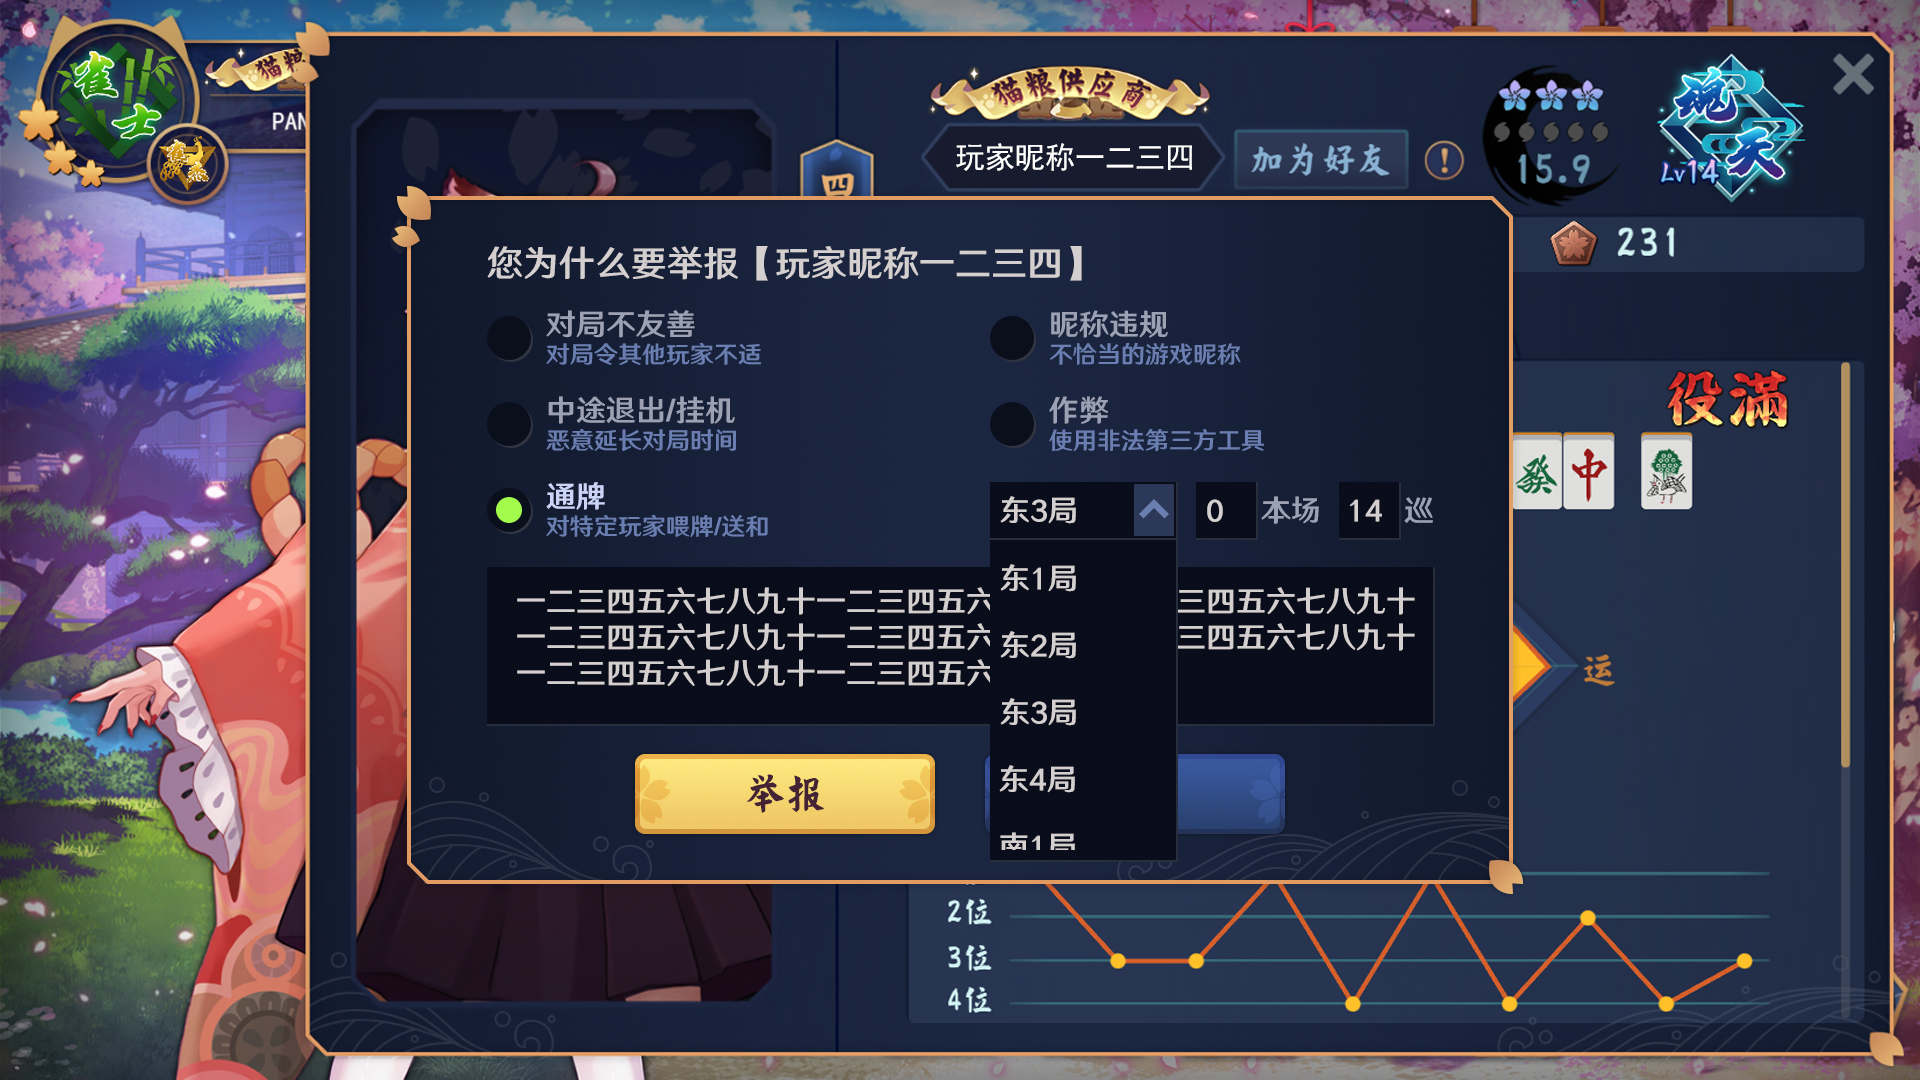 雀士
猫粮
PAN
猫粮供应商
玩家昵称一二三四
加为好友
!
15.9
Lv14
魂天
四
231
您为什么要举报【玩家昵称一二三四】
对局不友善
对局令其他玩家不适
昵称违规
不恰当的游戏昵称
中途退出/挂机
恶意延长对局时间
作弊
使用非法第三方工具
通牌
对特定玩家喂牌/送和
东3局
0
本场
14
巡
东1局
东2局
东3局
东4局
南1局
一二三四五六七八九十一二三四五六
三四五六七八九十
一二三四五六七八九十一二三四五六
三四五六七八九十
一二三四五六七八九十一二三四五六
举报
役满
發
中
运
2位
3位
4位